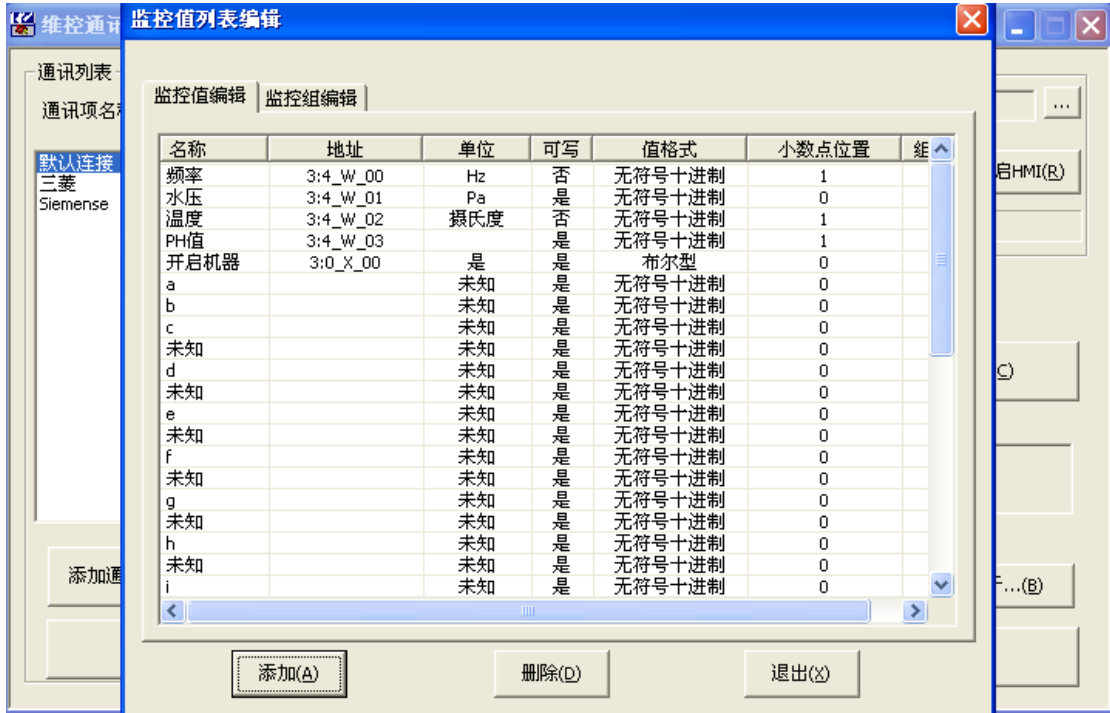 维控通讯
监控值列表编辑
通讯列表
通讯项名称
监控值编辑 监控组编辑
...
默认连接
三菱
Siemense
启HMI(R)
名称 地址 单位 可写 值格式 小数点位置 组
频率 3:4_W_00 Hz 否 无符号十进制 1
水压 3:4_W_01 Pa 是 无符号十进制 0
温度 3:4_W_02 摄氏度 否 无符号十进制 1
PH值 3:4_W_03 是 无符号十进制 1
开启机器 3:0_X_00 是 是 布尔型 0
a 未知 是 无符号十进制 0
b 未知 是 无符号十进制 0
c 未知 是 无符号十进制 0
未知 未知 是 无符号十进制 0
d 未知 是 无符号十进制 0
未知 未知 是 无符号十进制 0
e 未知 是 无符号十进制 0
未知 未知 是 无符号十进制 0
f 未知 是 无符号十进制 0
未知 未知 是 无符号十进制 0
g 未知 是 无符号十进制 0
未知 未知 是 无符号十进制 0
h 未知 是 无符号十进制 0
未知 未知 是 无符号十进制 0
i 未知 是 无符号十进制 0
C)
添加通
...(B)
添加(A) 删除(D) 退出(X)